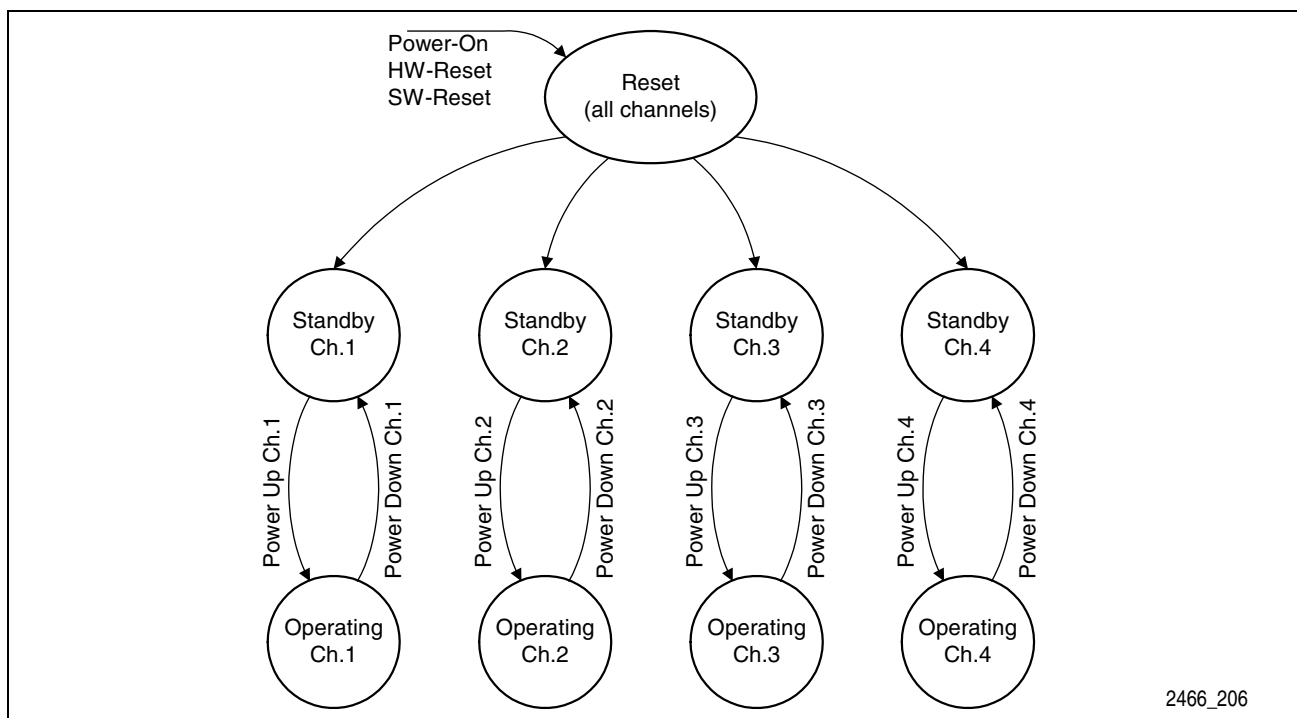 Power-On
HW-Reset
SW-Reset
Reset
(all channels)
Standby
Ch.1
Standby
Ch.2
Standby
Ch.3
Standby
Ch.4
Power Up Ch.1
Power Down Ch.1
Power Up Ch.2
Power Down Ch.2
Power Up Ch.3
Power Down Ch.3
Power Up Ch.4
Power Down Ch.4
Operating
Ch.1
Operating
Ch.2
Operating
Ch.3
Operating
Ch.4
2466_206